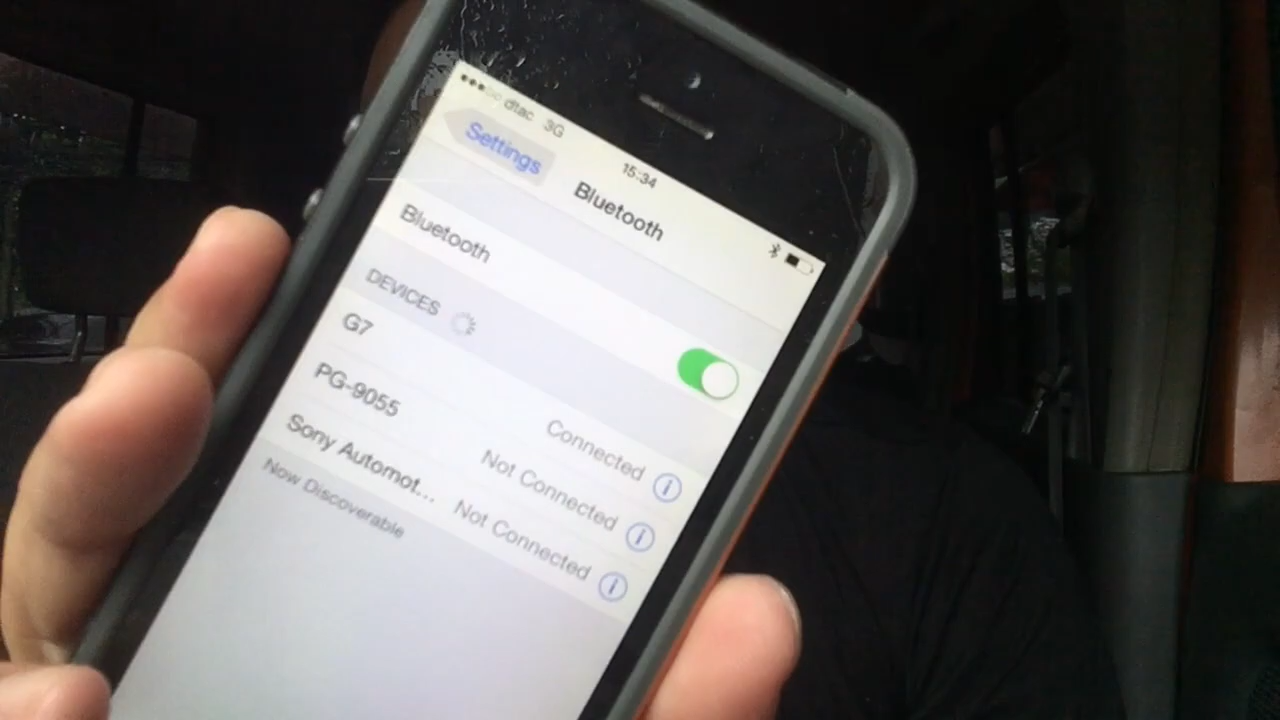 dtac 3G 15:34
Settings Bluetooth
Bluetooth
DEVICES
G7 Connected
PG-9055 Not Connected
Sony Automot... Not Connected
Now Discoverable